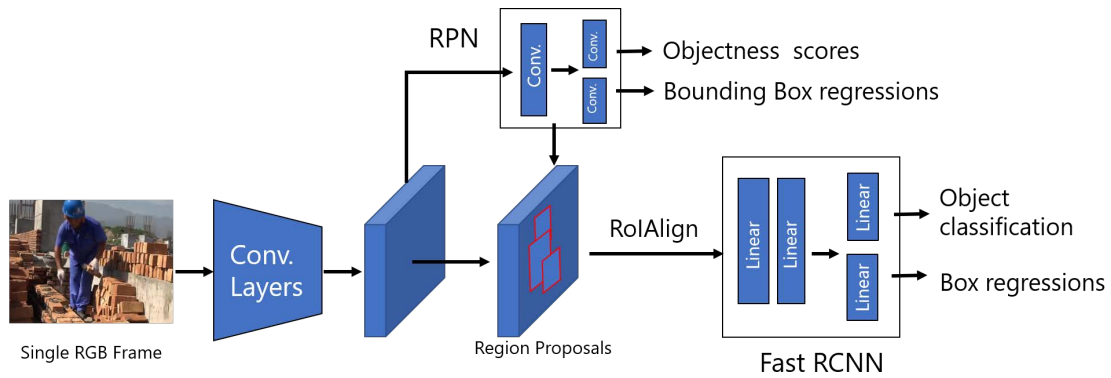 RPN
Conv.
Conv.
Conv.
Objectness scores
Bounding Box regressions
Single RGB Frame
Conv.
Layers
Region Proposals
RoIAlign
Linear
Linear
Linear
Linear
Object
classification
Box regressions
Fast RCNN